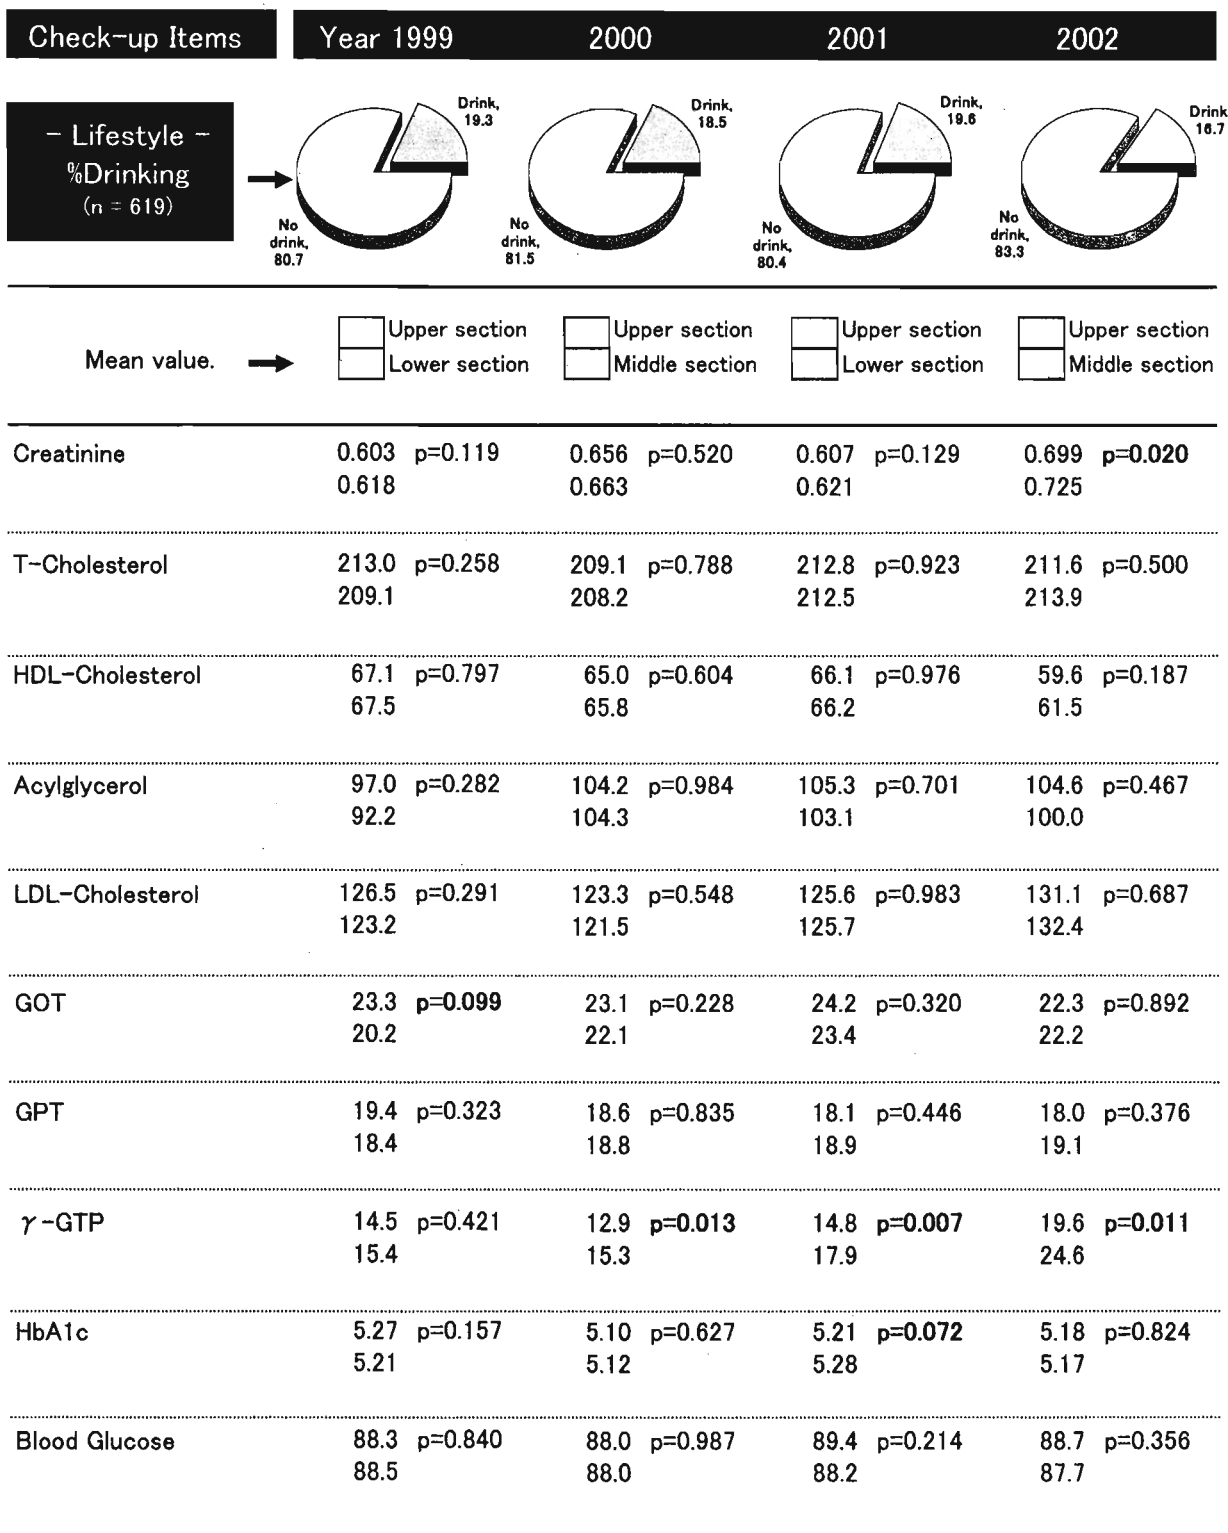 Check-up Items Year 1999 2000 2001 2002
- Lifestyle -
%Drinking
(n = 619)
Drink, 19.3
No drink, 80.7
Drink, 18.5
No drink, 81.5
Drink, 19.6
No drink, 80.4
Drink 16.7
No drink, 83.3
Mean value.
Upper section Upper section Upper section Upper section
Lower section Middle section Lower section Middle section
Creatinine 0.603 p=0.119 0.656 p=0.520 0.607 p=0.129 0.699 p=0.020
0.618 0.663 0.621 0.725
T-Cholesterol 213.0 p=0.258 209.1 p=0.788 212.8 p=0.923 211.6 p=0.500
209.1 208.2 212.5 213.9
HDL-Cholesterol 67.1 p=0.797 65.0 p=0.604 66.1 p=0.976 59.6 p=0.187
67.5 65.8 66.2 61.5
Acylglycerol 97.0 p=0.282 104.2 p=0.984 105.3 p=0.701 104.6 p=0.467
92.2 104.3 103.1 100.0
LDL-Cholesterol 126.5 p=0.291 123.3 p=0.548 125.6 p=0.983 131.1 p=0.687
123.2 121.5 125.7 132.4
GOT 23.3 p=0.099 23.1 p=0.228 24.2 p=0.320 22.3 p=0.892
20.2 22.1 23.4 22.2
GPT 19.4 p=0.323 18.6 p=0.835 18.1 p=0.446 18.0 p=0.376
18.4 18.8 18.9 19.1
γ-GTP 14.5 p=0.421 12.9 p=0.013 14.8 p=0.007 19.6 p=0.011
15.4 15.3 17.9 24.6
HbA1c 5.27 p=0.157 5.10 p=0.627 5.21 p=0.072 5.18 p=0.824
5.21 5.12 5.28 5.17
Blood Glucose 88.3 p=0.840 88.0 p=0.987 89.4 p=0.214 88.7 p=0.356
88.5 88.0 88.2 87.7